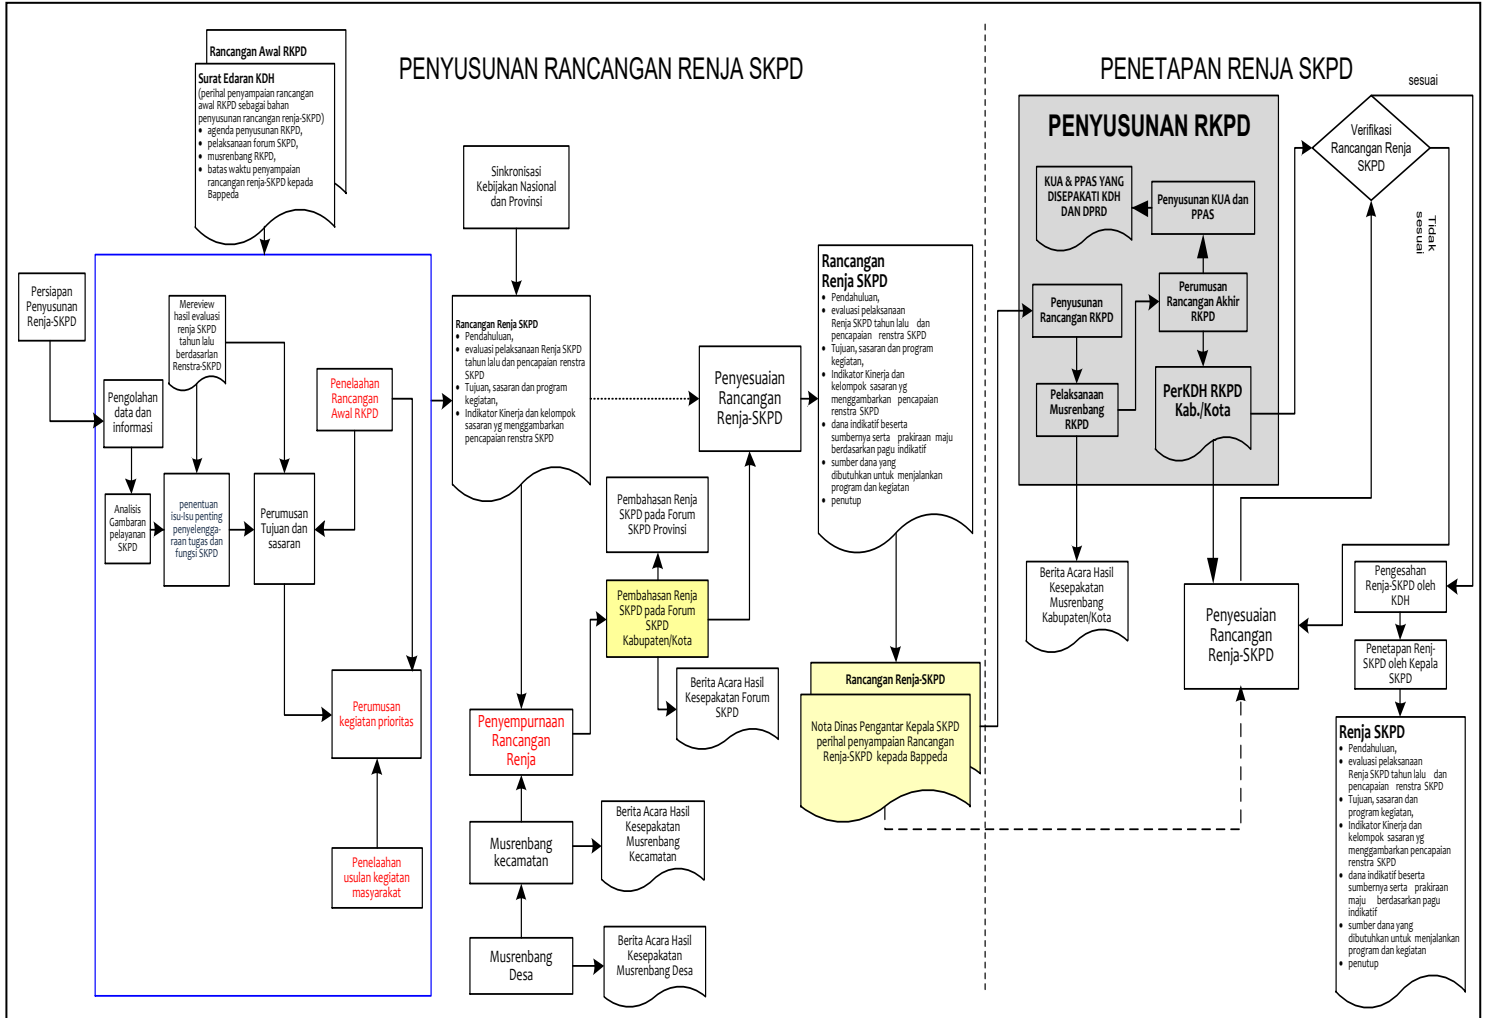 PENYUSUNAN RANCANGAN RENJA SKPD
PENETAPAN RENJA SKPD
Rancangan Awal RKPD
Surat Edaran KDH
(perihal penyampaian rancangan
awal RKPD sebagai bahan
penyusunan rancangan renja-SKPD)
• agenda penyusunan RKPD,
• pelaksanaan forum SKPD,
• musrenbang RKPD,
• batas waktu penyampaian
rancangan renja-SKPD kepada
Bappeda
Persiapan
Penyusunan
Renja-SKPD
Mereview
hasil evaluasi
renja SKPD
tahun lalu
berdasarlan
Renstra-SKPD
Pengolahan
data dan
informasi
Penelaahan
Rancangan
Awal RKPD
Analisis
Gambaran
pelayanan
SKPD
penentuan
isu-Isu penting
penyelengga-
raan tugas dan
fungsi SKPD
Perumusan
Tujuan dan
sasaran
Perumusan
kegiatan prioritas
Penelaahan
usulan kegiatan
masyarakat
Sinkronisasi
Kebijakan Nasional
dan Provinsi
Rancangan Renja SKPD
• Pendahuluan,
• evaluasi pelaksanaan Renja SKPD
tahun lalu dan pencapaian renstra
SKPD
• Tujuan, sasaran dan program
kegiatan,
• Indikator Kinerja dan kelompok
sasaran yg menggambarkan
pencapaian renstra SKPD
Penyempurnaan
Rancangan
Renja
Musrenbang
kecamatan
Musrenbang
Desa
Berita Acara Hasil
Kesepakatan
Musrenbang
Kecamatan
Berita Acara Hasil
Kesepakatan
Musrenbang Desa
Pembahasan Renja
SKPD pada Forum
SKPD Provinsi
Pembahasan Renja
SKPD pada Forum
SKPD
Kabupaten/Kota
Berita Acara Hasil
Kesepakatan Forum
SKPD
Penyesuaian
Rancangan
Renja-SKPD
Rancangan
Renja SKPD
• Pendahuluan,
• evaluasi pelaksanaan
Renja SKPD tahun lalu dan
pencapaian renstra SKPD
• Tujuan, sasaran dan program
kegiatan,
• Indikator Kinerja dan
kelompok sasaran yg
menggambarkan pencapaian
renstra SKPD
• dana indikatif beserta
sumbernya serta prakiraan maju
berdasarkan pagu indikatif
• sumber dana yang
dibutuhkan untuk menjalankan
program dan kegiatan
• penutup
Rancangan Renja-SKPD
Nota Dinas Pengantar Kepala SKPD
perihal penyampaian Rancangan
Renja-SKPD kepada Bappeda
PENYUSUNAN RKPD
KUA & PPAS YANG
DISEPAKATI KDH
DAN DPRD
Penyusunan KUA dan
PPAS
Penyusunan
Rancangan RKPD
Perumusan
Rancangan Akhir
RKPD
Pelaksanaan
Musrenbang
RKPD
PerKDH RKPD
Kab./Kota
Berita Acara Hasil
Kesepakatan
Musrenbang
Kabupaten/Kota
Penyesuaian
Rancangan
Renja-SKPD
sesuai
Verifikasi
Rancangan Renja
SKPD
Tidak
sesuai
Pengesahan
Renja-SKPD oleh
KDH
Penetapan Renj-
SKPD oleh Kepala
SKPD
Renja SKPD
• Pendahuluan,
• evaluasi pelaksanaan
Renja SKPD tahun lalu dan
pencapaian renstra SKPD
• Tujuan, sasaran dan
program kegiatan,
• Indikator Kinerja dan
kelompok sasaran yg
menggambarkan pencapaian
renstra SKPD
• dana indikatif beserta
sumbernya serta prakiraan
maju berdasarkan pagu
indikatif
• sumber dana yang
dibutuhkan untuk menjalankan
program dan kegiatan
• penutup